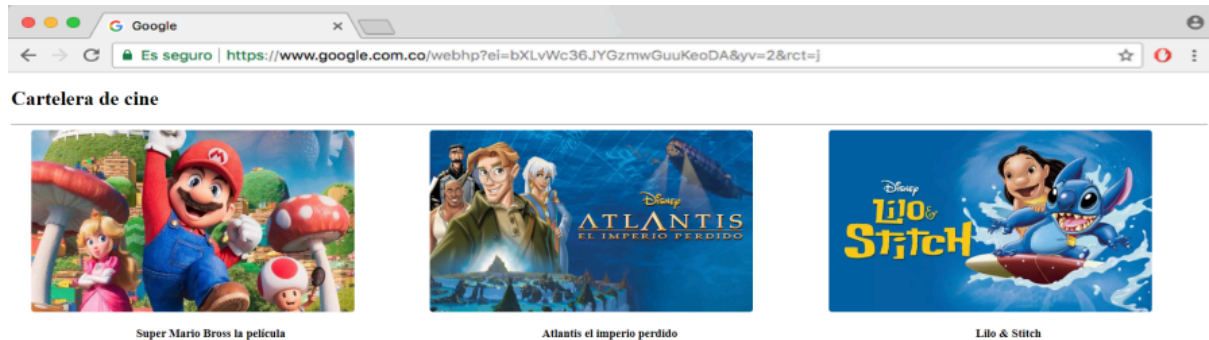 Google
Es seguro | https://www.google.com.co/webhp?ei=bXLvWc36JYGzmwGuuKeoDA&yv=2&rct=j
Cartelera de cine
M
Disney
ATLANTIS
EL IMPERIO PERDIDO
Disney
Lilo &
Stitch
Super Mario Bross la película
Atlantis el imperio perdido
Lilo & Stitch